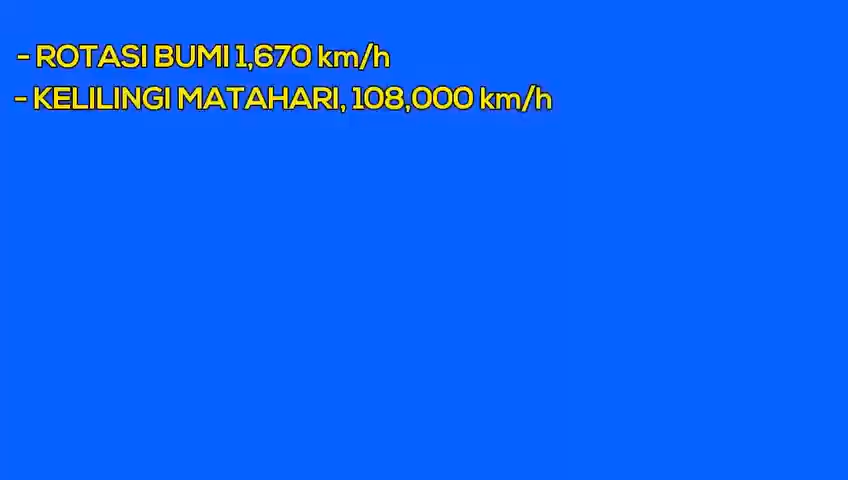 - ROTASI BUMI 1,670 km/h
- KELILINGI MATAHARI, 108,000 km/h